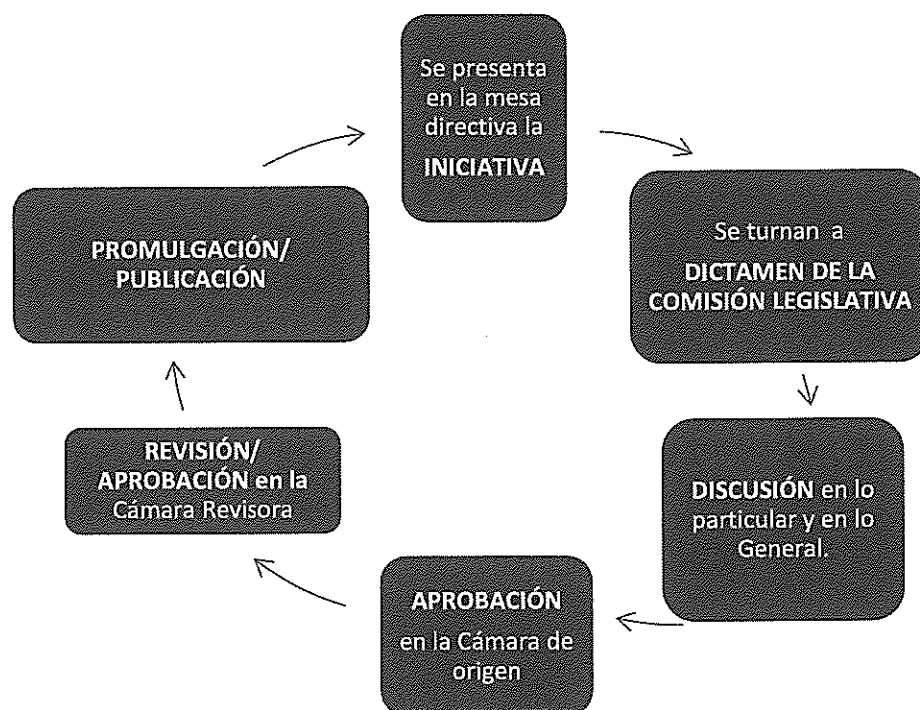 Se presenta
en la mesa
directiva la
INICIATIVA
Se turnan a
DICTAMEN DE LA
COMISIÓN LEGISLATIVA
DISCUSIÓN en lo
particular y en lo
General.
APROBACIÓN
en la Cámara de
origen
REVISIÓN/
APROBACIÓN en la
Cámara Revisora
PROMULGACIÓN/
PUBLICACIÓN